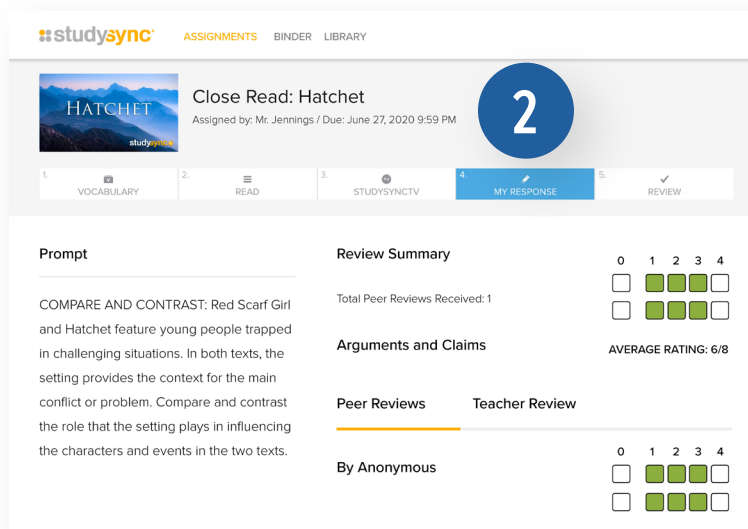 studysync
ASSIGNMENTS BINDER LIBRARY
HATCHET
studysync
Close Read: Hatchet
Assigned by: Mr. Jennings / Due: June 27, 2020 9:59 PM
2
1. VOCABULARY
2. READ
3. STUDYSYNCTV
4. MY RESPONSE
5. REVIEW
Prompt
COMPARE AND CONTRAST: Red Scarf Girl
and Hatchet feature young people trapped
in challenging situations. In both texts, the
setting provides the context for the main
conflict or problem. Compare and contrast
the role that the setting plays in influencing
the characters and events in the two texts.
Review Summary
0 1 2 3 4
Total Peer Reviews Received: 1
Arguments and Claims
AVERAGE RATING: 6/8
Peer Reviews Teacher Review
By Anonymous
0 1 2 3 4